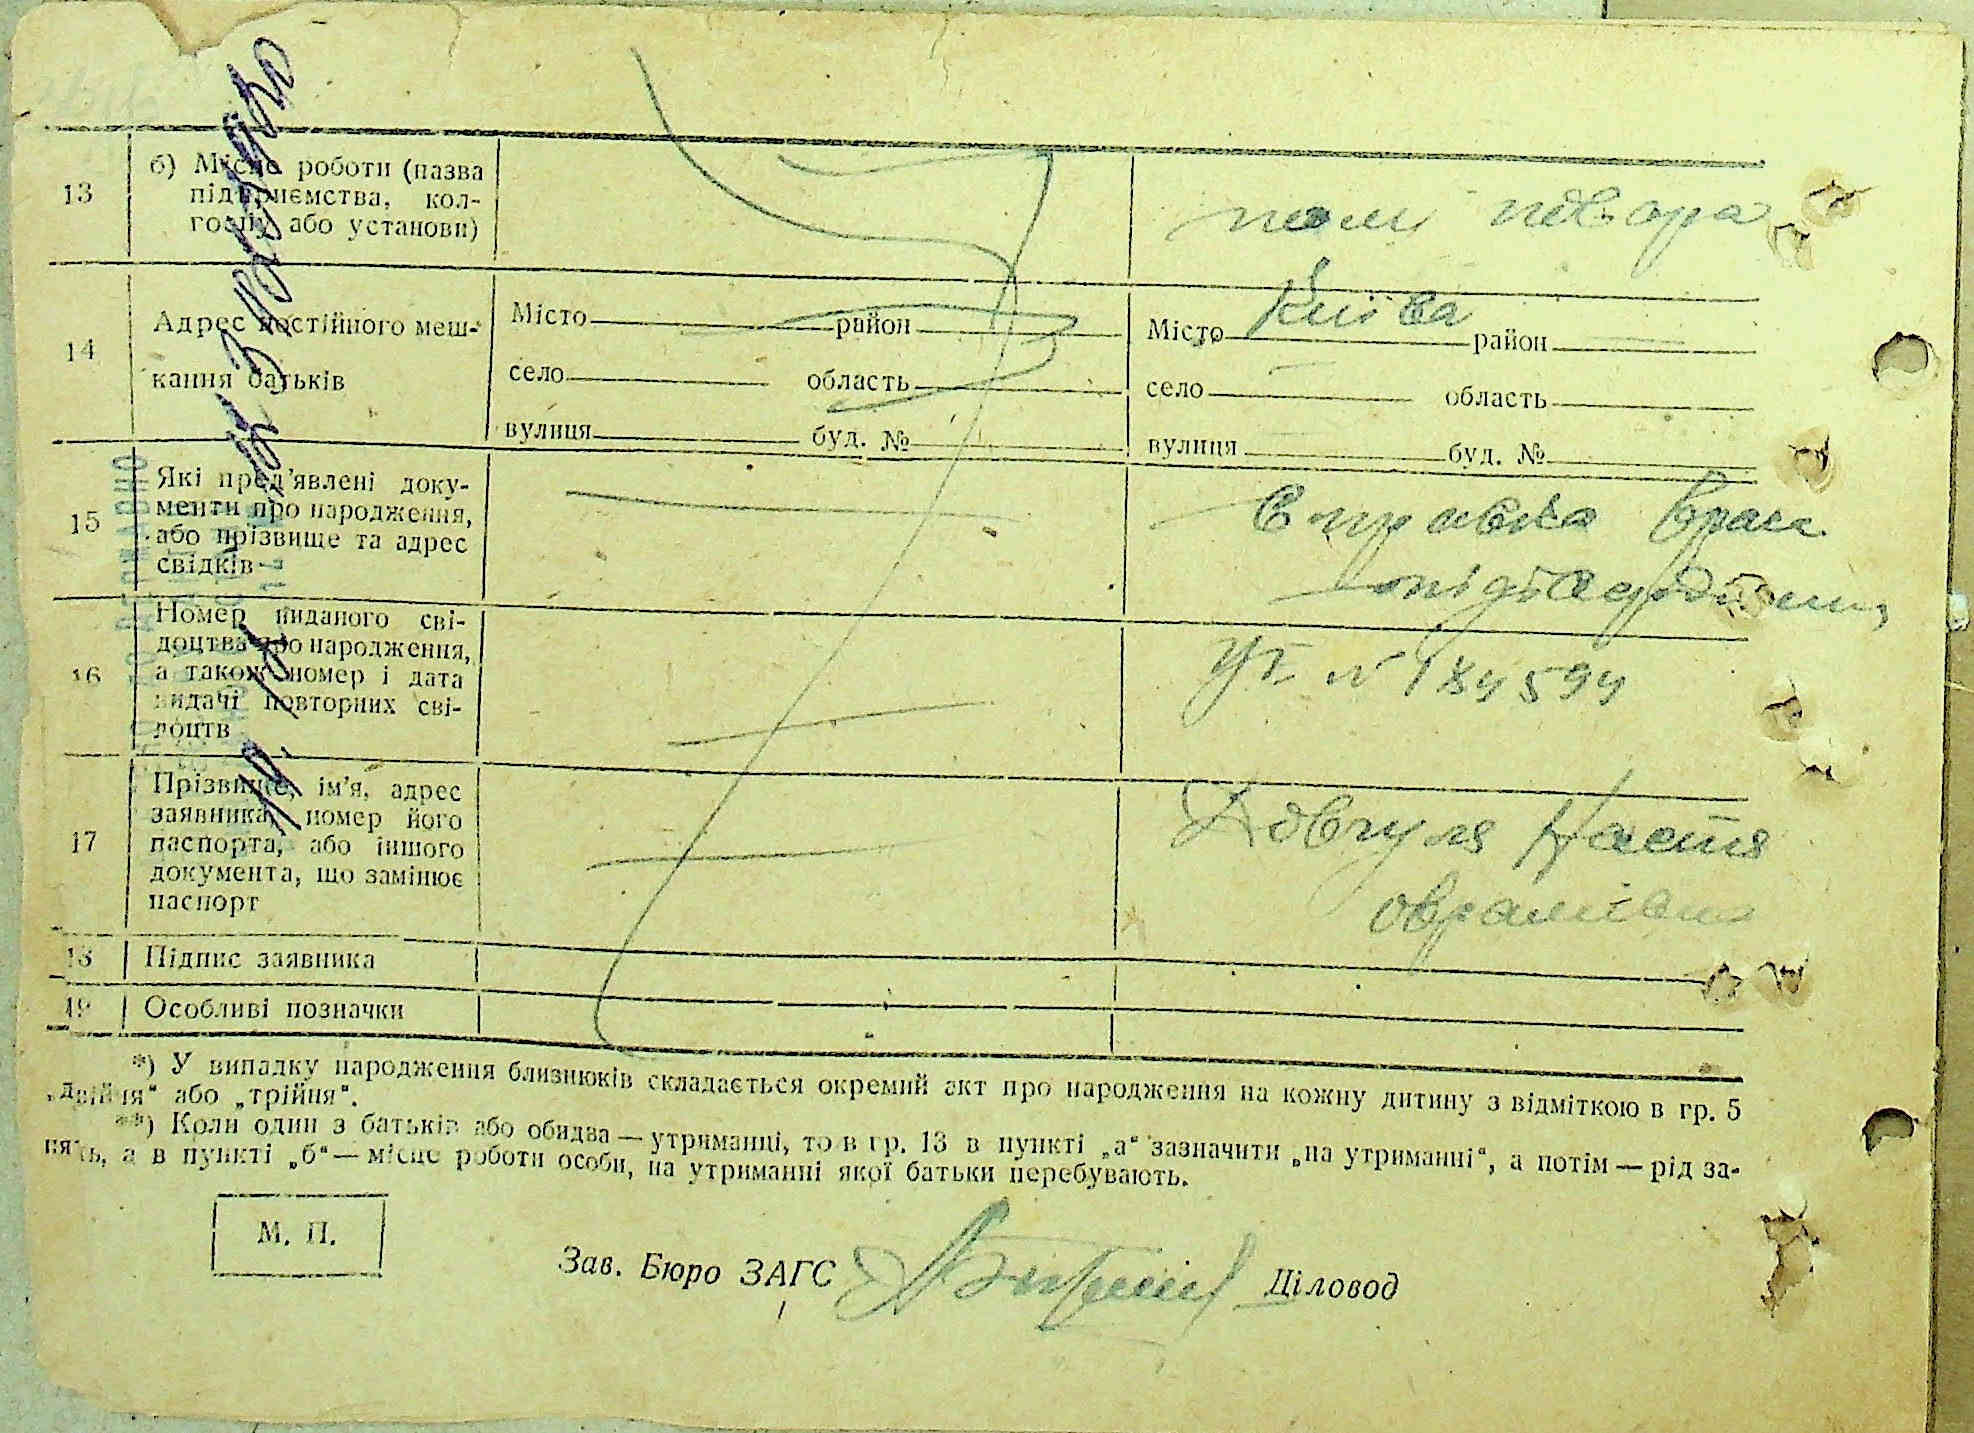 13
б) Місце роботи (назва
підприємства, кол-
госпу або установи)
повара
14
Адрес постійного меш-
кання батьків
Місто район
село область
вулиця буд. №
Місто Київа район
село область
вулиця буд. №
15
Які пред'явлені доку-
менти про народження,
або прізвище та адрес
свідків
Справка врач
16
Номер виданого сві-
доцтва про народження,
а також номер і дата
видачі повторних сві-
доцтв
№ 184594
17
Прізвище, ім'я, адрес
заявника, номер його
паспорта, або іншого
документа, що замінює
паспорт
Довгуля Настя
оврамівна
18
Підпис заявника
19
Особливі позначки
*) У випадку народження близнюків складається окремий акт про народження на кожну дитину з відміткою в гр. 5
„двійня“ або „трійня“.
**) Коли один з батьків або обидва — утриманці, то в гр. 13 в пункті „а“ зазначити „на утриманні“, а потім — рід за-
нять, а в пункті „б“ — місце роботи особи, на утриманні якої батьки перебувають.
М. П.
Зав. Бюро ЗАГС
Діловод